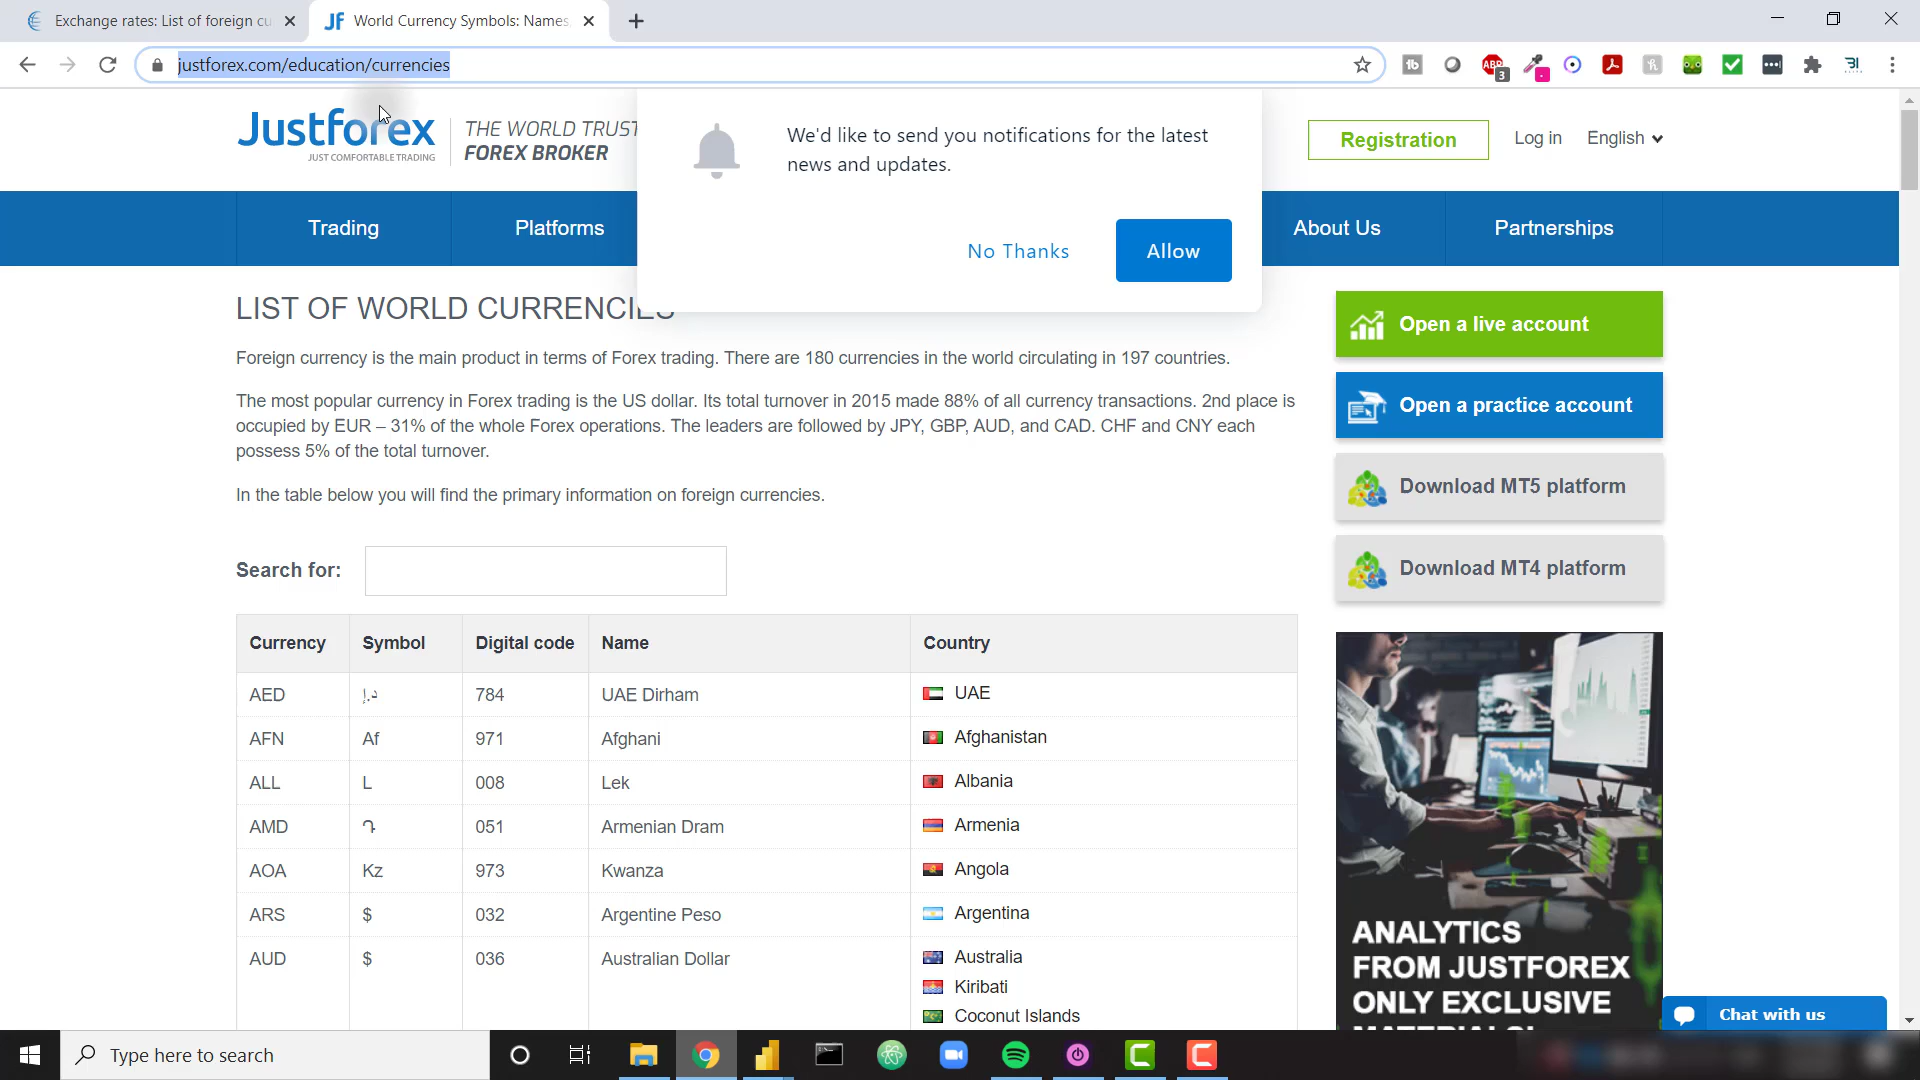 Exchange rates: List of foreign cu
World Currency Symbols: Names,
justforex.com/education/currencies
ABP
3
Justforex
JUST COMFORTABLE TRADING
THE WORLD TRUST
FOREX BROKER
We'd like to send you notifications for the latest
news and updates.
No Thanks
Allow
Registration
Log in
English
Trading
Platforms
About Us
Partnerships
LIST OF WORLD CURRENCIES
Foreign currency is the main product in terms of Forex trading. There are 180 currencies in the world circulating in 197 countries.
The most popular currency in Forex trading is the US dollar. Its total turnover in 2015 made 88% of all currency transactions. 2nd place is
occupied by EUR – 31% of the whole Forex operations. The leaders are followed by JPY, GBP, AUD, and CAD. CHF and CNY each
possess 5% of the total turnover.
In the table below you will find the primary information on foreign currencies.
Search for:
Currency Symbol Digital code Name Country
AED د.إ 784 UAE Dirham UAE
AFN Af 971 Afghani Afghanistan
ALL L 008 Lek Albania
AMD Դ 051 Armenian Dram Armenia
AOA Kz 973 Kwanza Angola
ARS $ 032 Argentine Peso Argentina
AUD $ 036 Australian Dollar Australia
Kiribati
Coconut Islands
Open a live account
Open a practice account
Download MT5 platform
Download MT4 platform
ANALYTICS
FROM JUSTFOREX
ONLY EXCLUSIVE
MATERIALS!
Chat with us
Type here to search